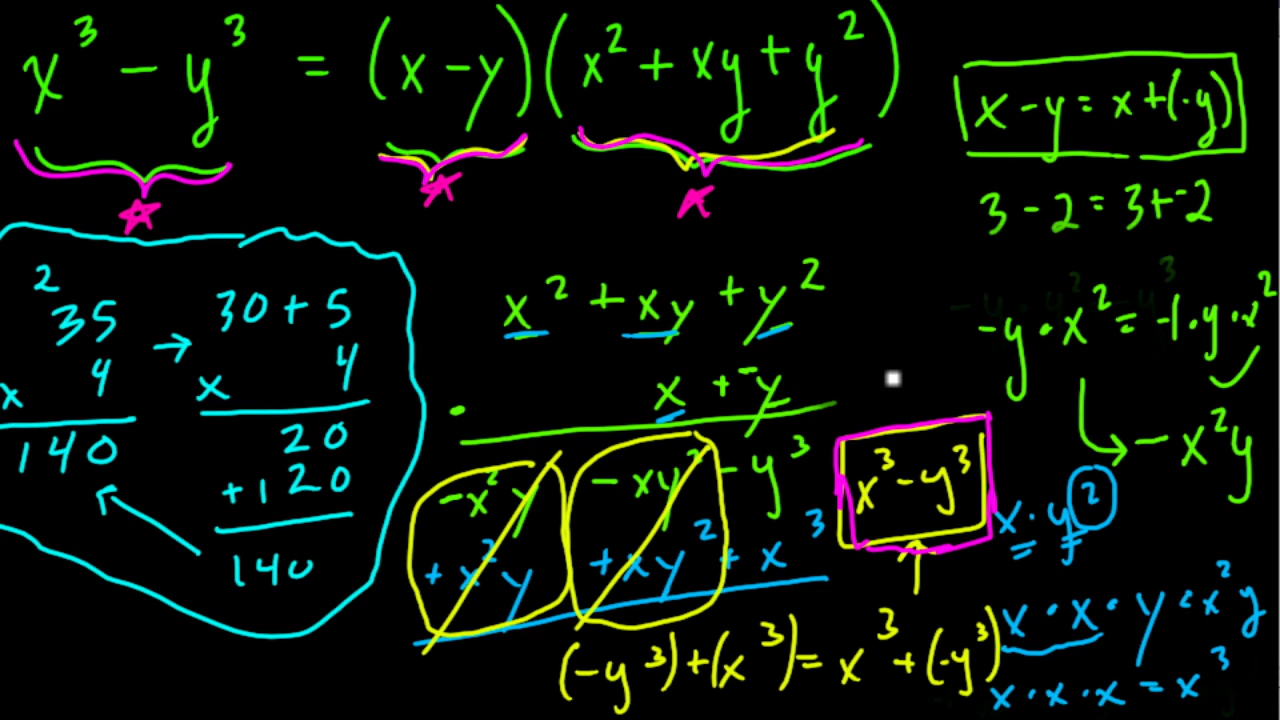 x³ - y³ = (x - y)(x² + xy + y²)
x - y = x + (-y)
3 - 2 = 3 + -2
2
35
x 4
140
→
30 + 5
x 4
20
+120
140
x² + xy + y²
· x + -y
-x²y - xy² - y³
+ x²y + xy² + x³
x³ - y³
(-y³) + (x³) = x³ + (-y³)
-y · x² = -1 · y · x²
- x²y
x · y²
x · x · y = x²y
x · x · x = x³